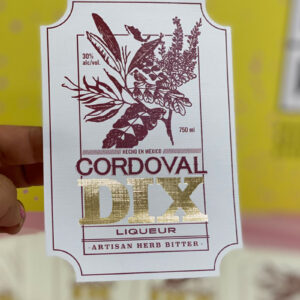 30%
alc/vol.
750 ml
HECHO EN MEXICO
CORDOVAL
DIX
LIQUEUR
· ARTISAN HERB BITTER ·